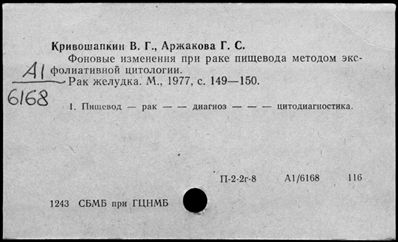 Кривошапкин В. Г., Аржакова Г. С.
Фоновые изменения при раке пищевода методом экс-
фолиативной цитологии.
Рак желудка. М., 1977, с. 149—150.
А1
6168
1. Пищевод — рак — — диагноз — — — цитодиагностика.
П-2-2г-8 А1/6168 116
1243 СБМБ при ГЦНМБ